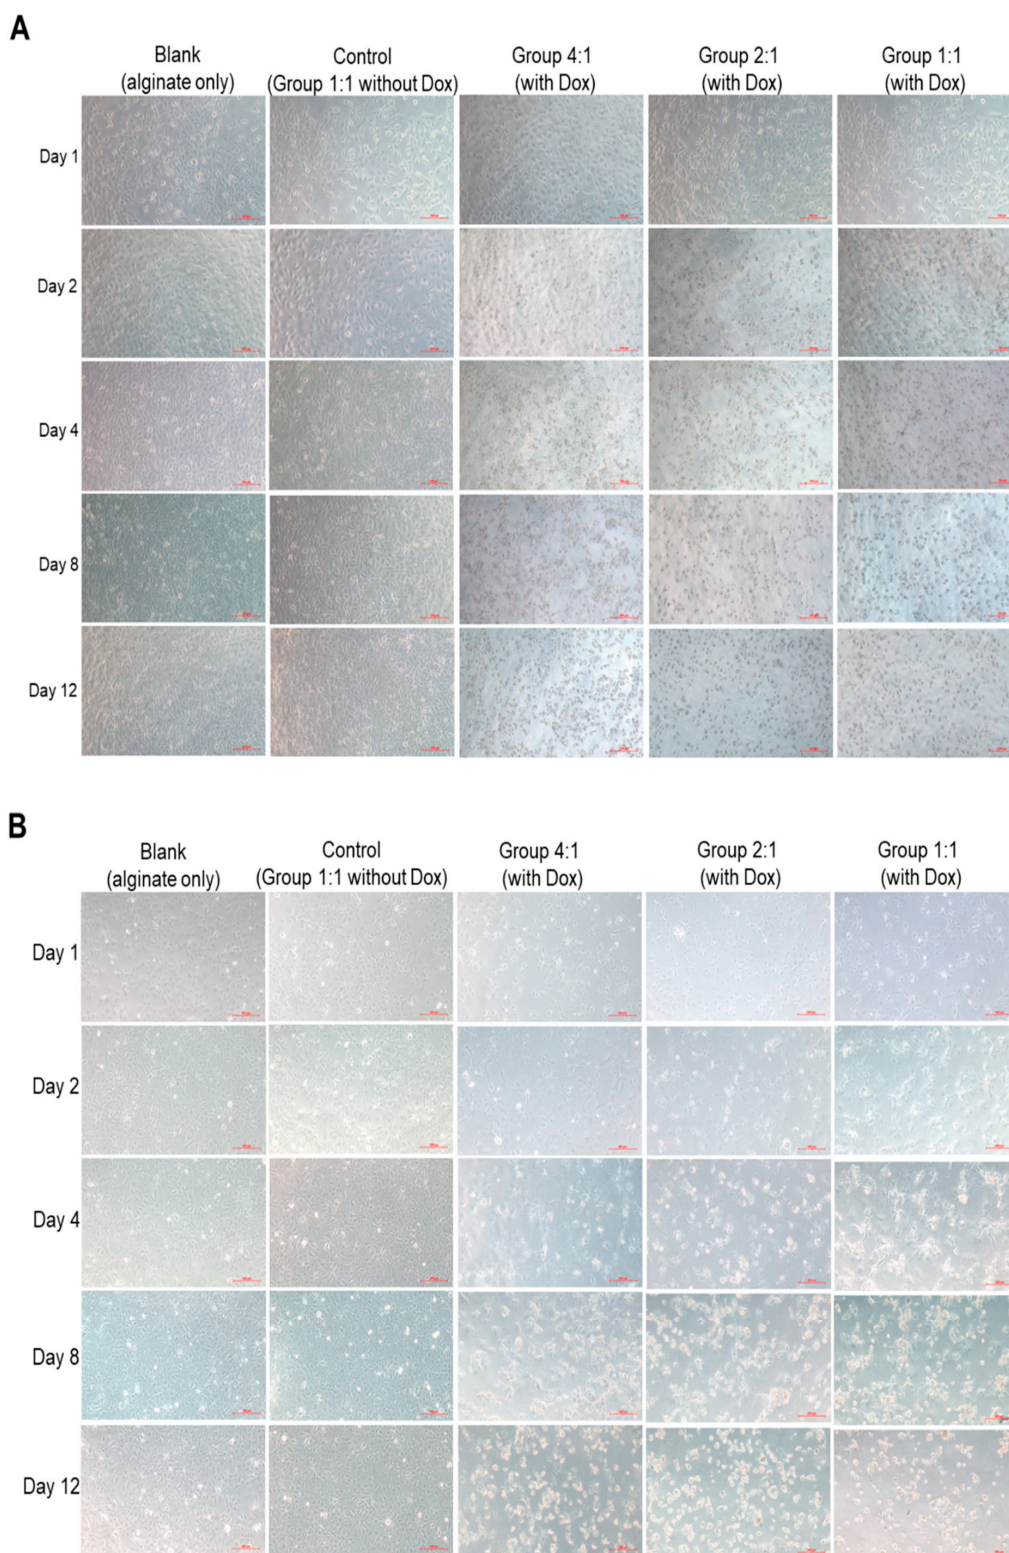 A
Blank
(alginate only)
Control
(Group 1:1 without Dox)
Group 4:1
(with Dox)
Group 2:1
(with Dox)
Group 1:1
(with Dox)
Day 1
Day 2
Day 4
Day 8
Day 12
B
Blank
(alginate only)
Control
(Group 1:1 without Dox)
Group 4:1
(with Dox)
Group 2:1
(with Dox)
Group 1:1
(with Dox)
Day 1
Day 2
Day 4
Day 8
Day 12